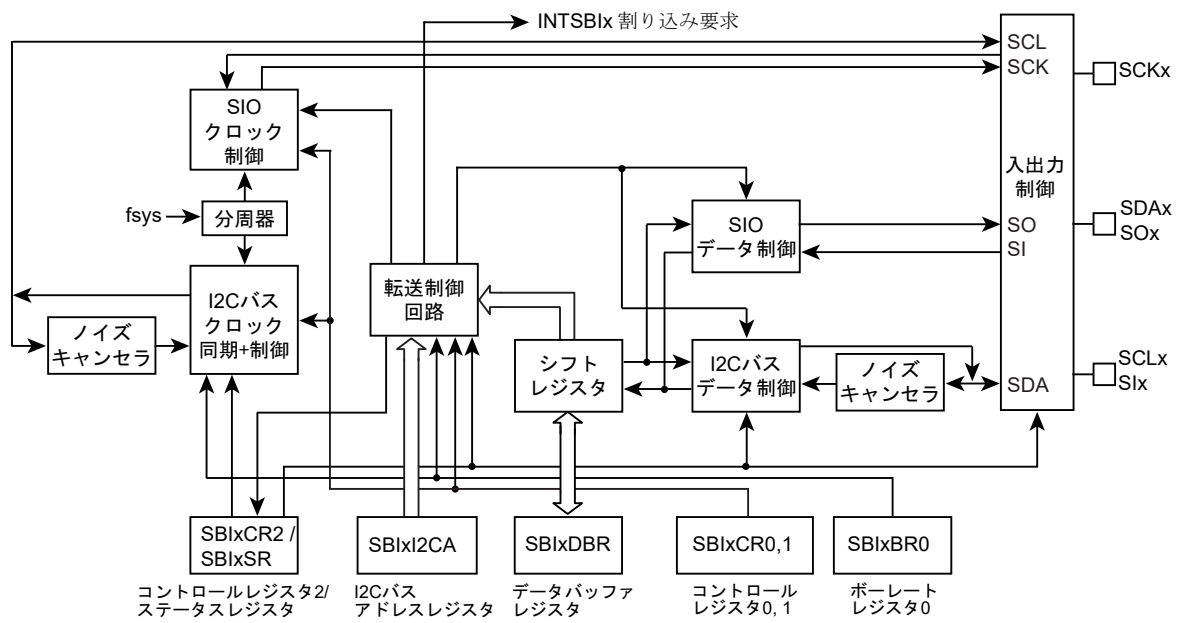 INTSBIx 割り込み要求
SCL
SCK
SCKx
SIO
クロック
制御
入出力
制御
fsys
分周器
SIO
データ制御
SO
SI
SDAx
SOx
I2Cバス
クロック
同期+制御
ノイズ
キャンセラ
転送制御
回路
シフト
レジスタ
I2Cバス
データ制御
ノイズ
キャンセラ
SDA
SCLx
SIx
SBIxCR2 /
SBIxSR
SBIxI2CA
SBIxDBR
SBIxCR0,1
SBIxBR0
コントロールレジスタ2/
ステータスレジスタ
I2Cバス
アドレスレジスタ
データバッファ
レジスタ
コントロール
レジスタ0, 1
ボーレート
レジスタ0